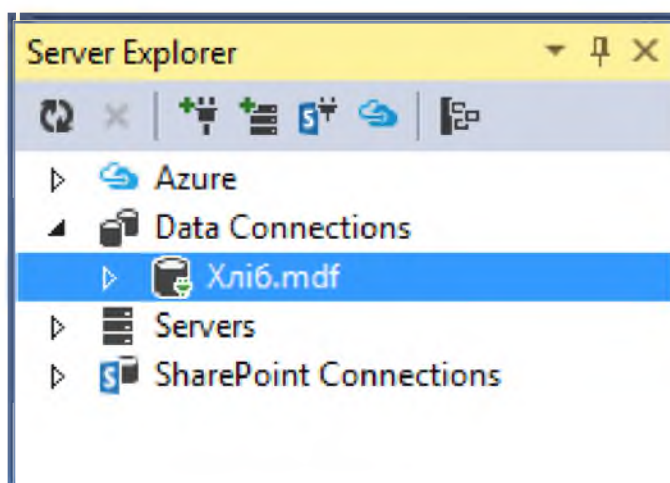 Server Explorer
Azure
Data Connections
Хліб.mdf
Servers
SharePoint Connections